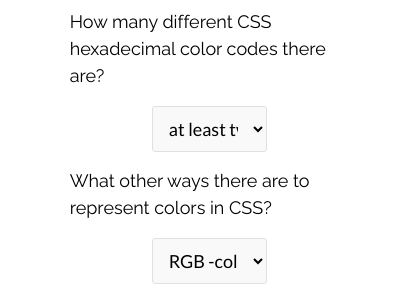 How many different CSS
hexadecimal color codes there
are?
at least
What other ways there are to
represent colors in CSS?
RGB -col